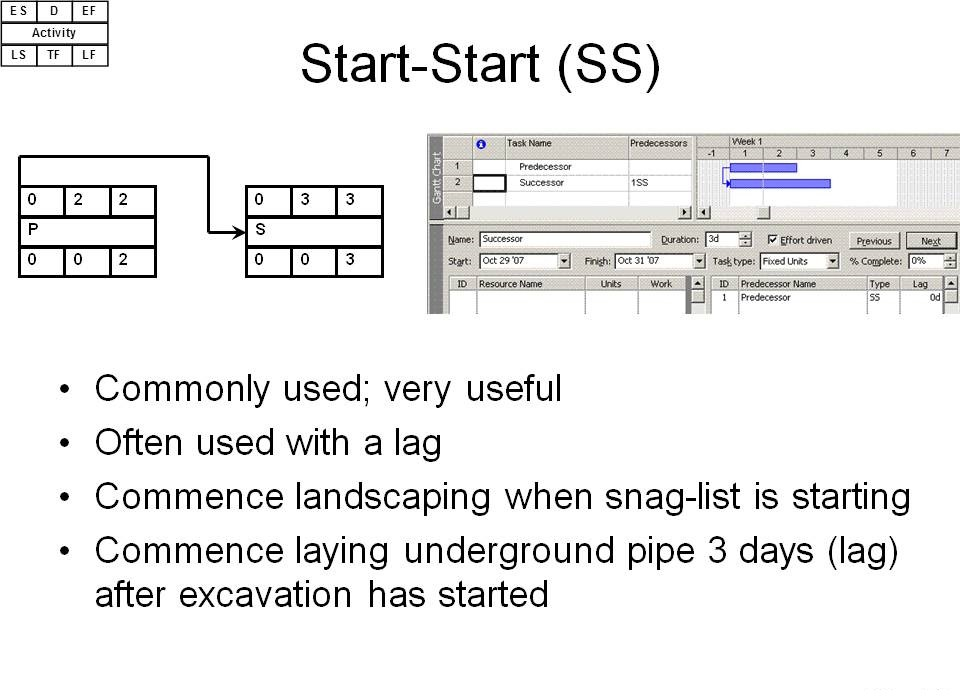 ES D EF
Activity
LS TF LF
Start-Start (SS)
0 2 2
P
0 0 2
0 3 3
S
0 0 3
Gantt Chart
Task Name Predecessors
Week 1
-1 1 2 3 4 5 6 7
1 Predecessor
2 Successor 1SS
Name: Successor Duration: 3d Effort driven Previous Next
Start: Oct 29 '07 Finish: Oct 31 '07 Task type: Fixed Units % Complete: 0%
ID Resource Name Units Work
ID Predecessor Name Type Lag
1 Predecessor SS 0d
• Commonly used; very useful
• Often used with a lag
• Commence landscaping when snag-list is starting
• Commence laying underground pipe 3 days (lag)
after excavation has started